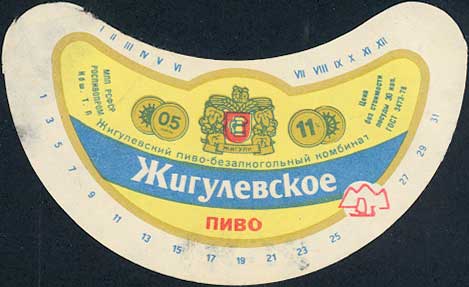 I II III IV V VI
VII VIII IX X XI XII
МПП РСФСР
РОСПИВОПРОМ
05
ЖИГУЛИ
11%
Цена
без стоимости
посуды 30 коп.
ГОСТ 3473-78
Жигулевский пиво-безалкогольный комбинат
Жигулевское
ПИВО
1 3 5 7 9 11 13 15 17 19 21 23 25 27 29 31